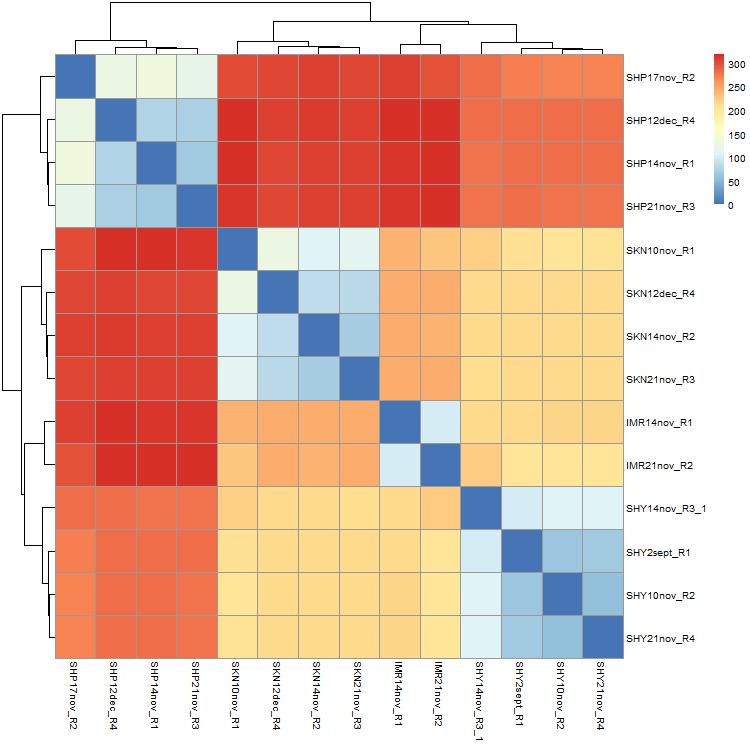 300
250
200
150
100
50
0
SHP17nov_R2
SHP12dec_R4
SHP14nov_R1
SHP21nov_R3
SKN10nov_R1
SKN12dec_R4
SKN14nov_R2
SKN21nov_R3
IMR14nov_R1
IMR21nov_R2
SHY14nov_R3_1
SHY2sept_R1
SHY10nov_R2
SHY21nov_R4
SHP17nov_R2
SHP12dec_R4
SHP14nov_R1
SHP21nov_R3
SKN10nov_R1
SKN12dec_R4
SKN14nov_R2
SKN21nov_R3
IMR14nov_R1
IMR21nov_R2
SHY14nov_R3_1
SHY2sept_R1
SHY10nov_R2
SHY21nov_R4